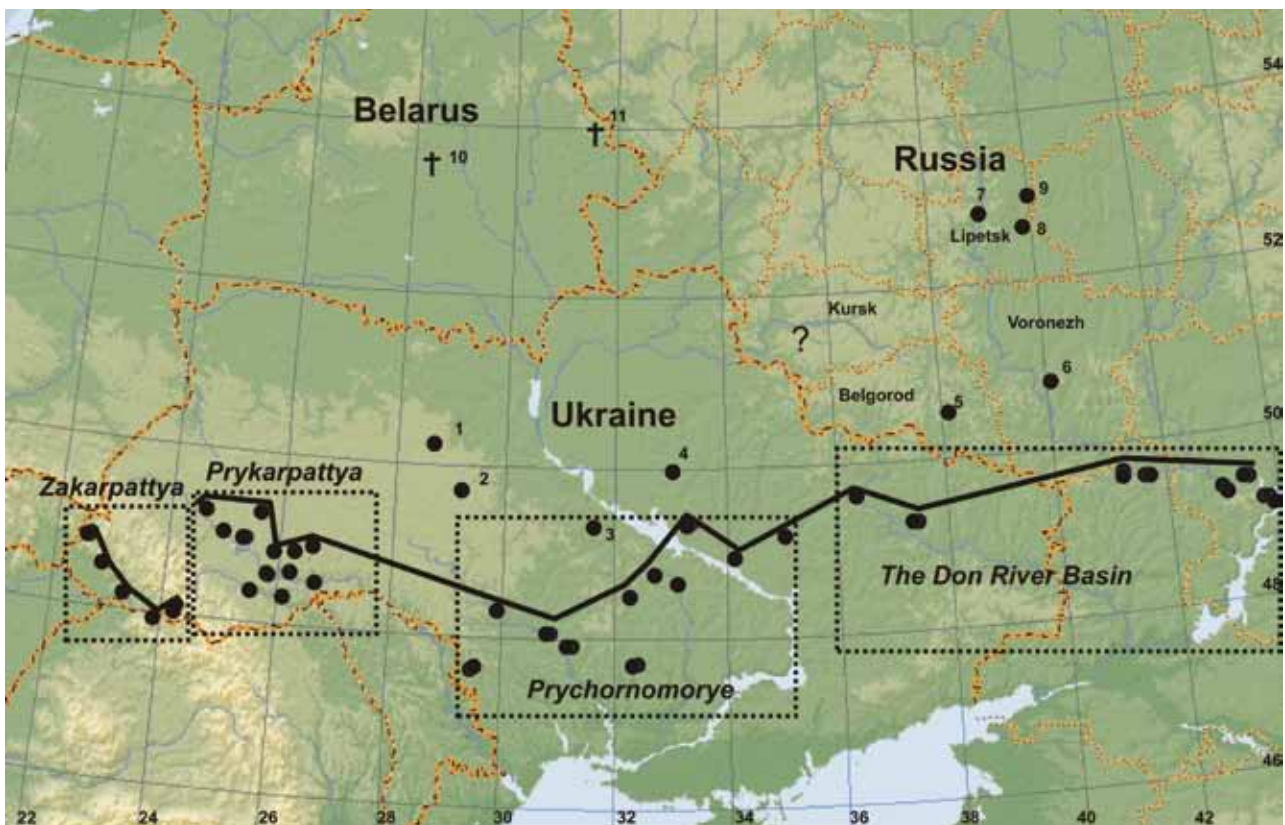 54
11
Belarus
10
Russia
9
7
8
Lipetsk
52
Kursk
Voronezh
?
6
Belgorod
5
Ukraine
50
1
4
Prykarpattya
Zakarpattya
2
3
The Don River Basin
48
Prychornomorye
46
22
24
26
28
30
32
34
36
38
40
42